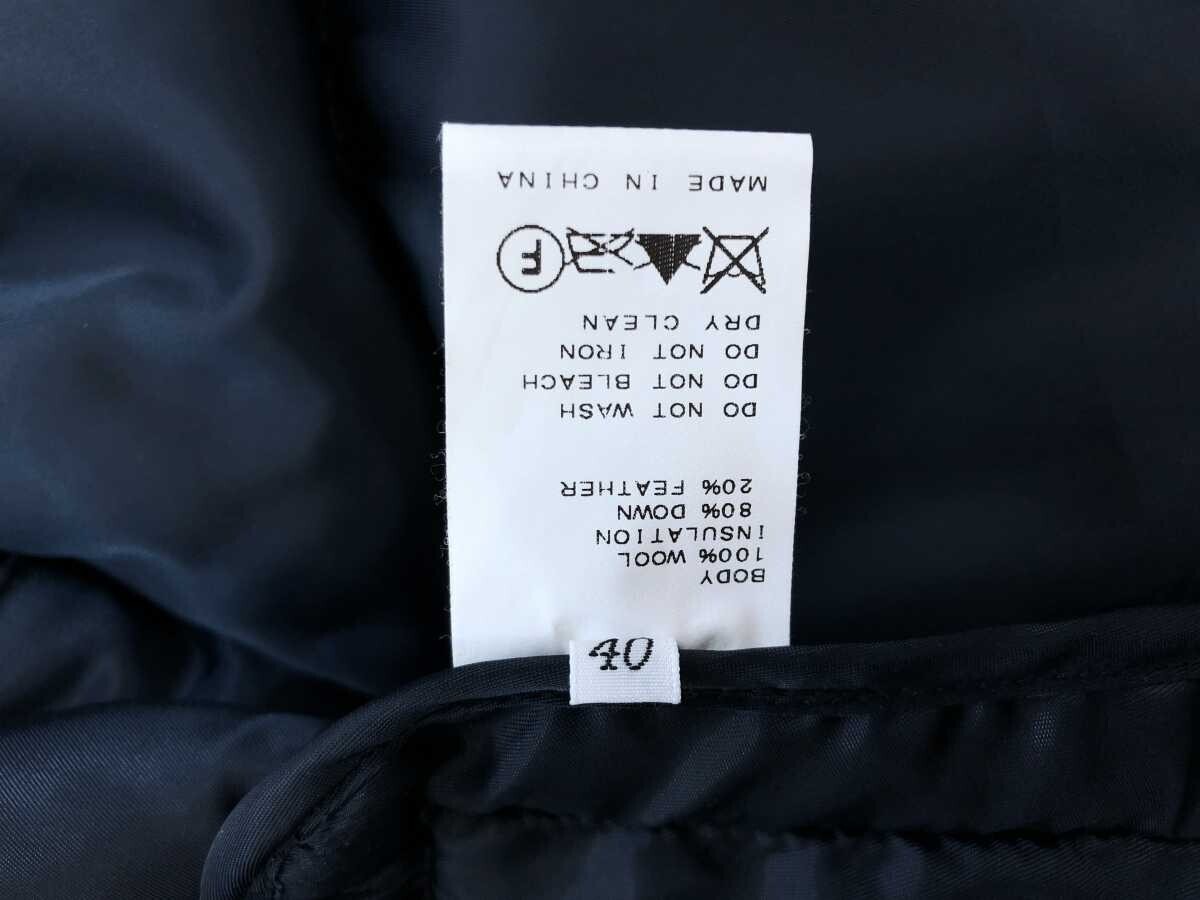 40
BODY
100% WOOL
INSULATION
80% DOWN
20% FEATHER
DO NOT WASH
DO NOT BLEACH
DO NOT IRON
DRY CLEAN
F
MADE IN CHINA